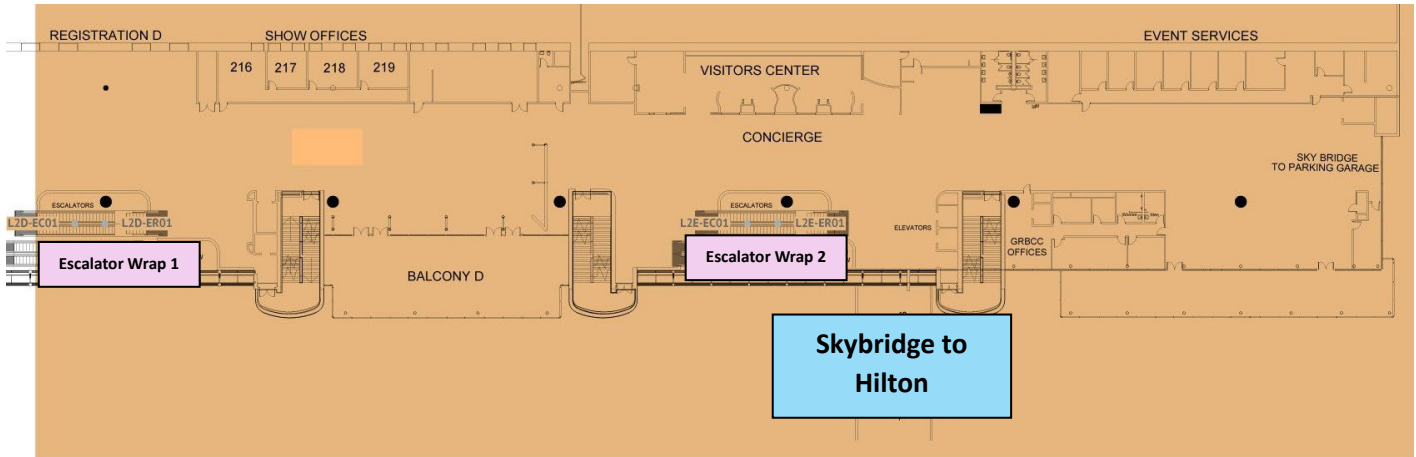 REGISTRATION D
SHOW OFFICES
EVENT SERVICES
216
217
218
219
VISITORS CENTER
CONCIERGE
SKY BRIDGE
TO PARKING GARAGE
ESCALATORS
L2D-EC01
L2D-ER01
Escalator Wrap 1
BALCONY D
ESCALATORS
L2E-EC01
L2E-ER01
Escalator Wrap 2
ELEVATORS
GRBCC
OFFICES
Skybridge to
Hilton